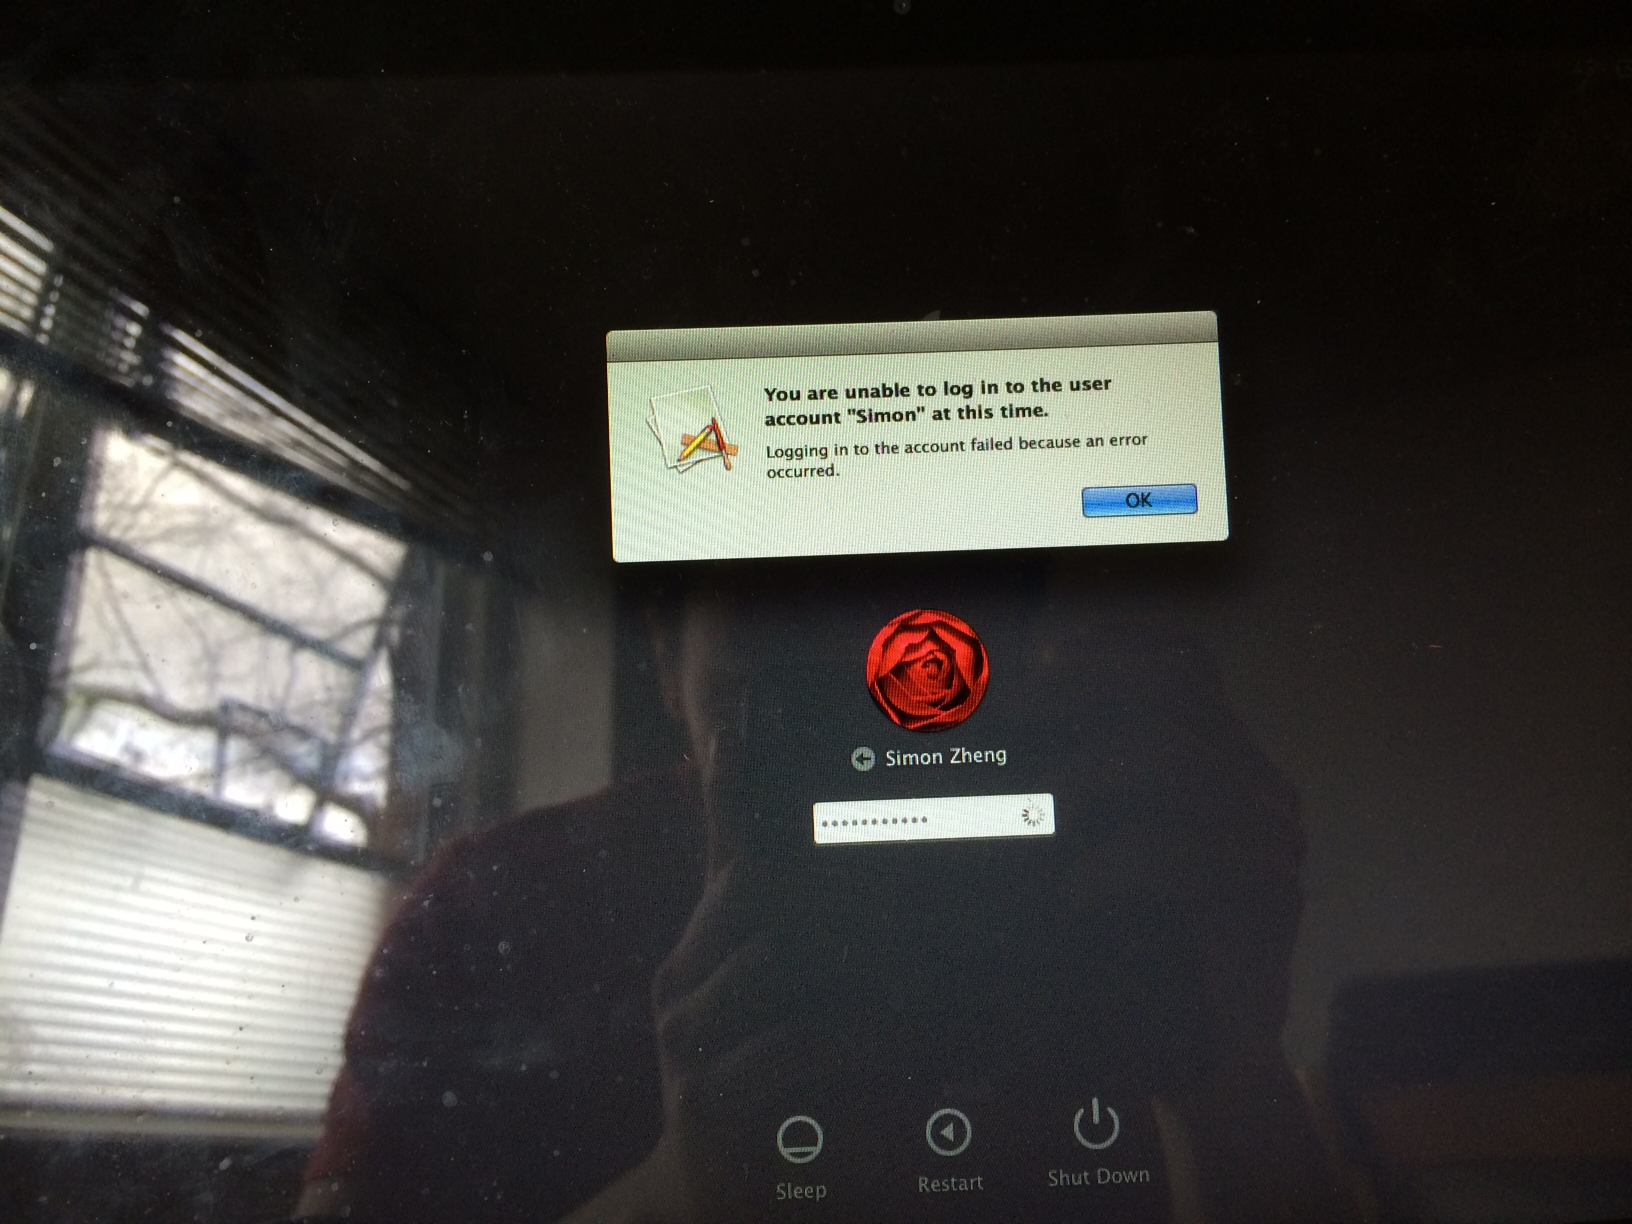 You are unable to log in to the user
account "Simon" at this time.
Logging in to the account failed because an error
occurred.
OK
Simon Zheng
Sleep
Restart
Shut Down